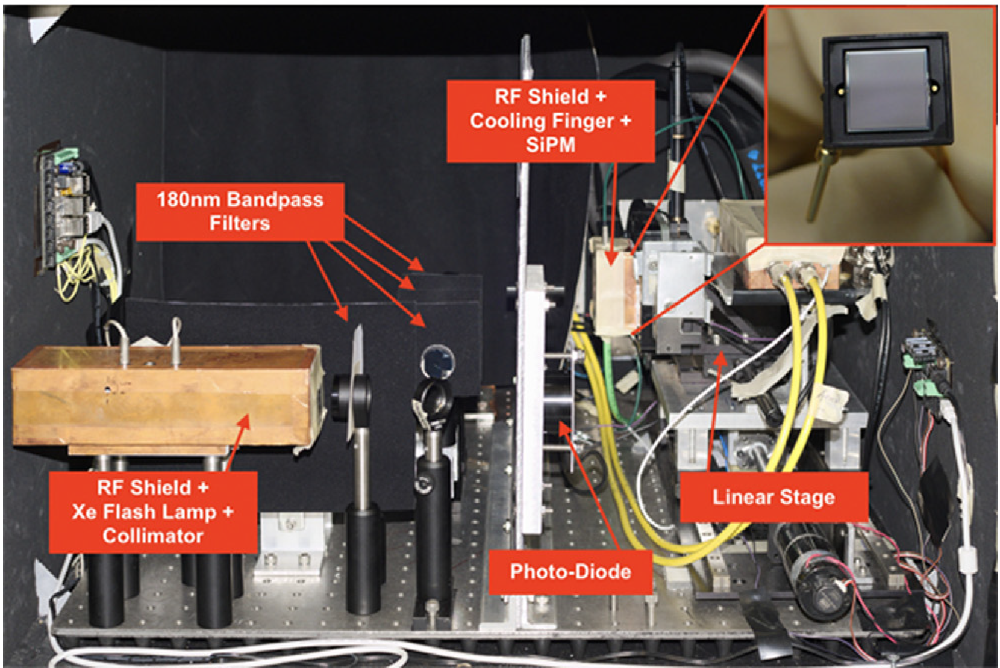 RF Shield +
Cooling Finger +
SiPM
180nm Bandpass
Filters
RF Shield +
Xe Flash Lamp +
Collimator
Linear Stage
Photo-Diode